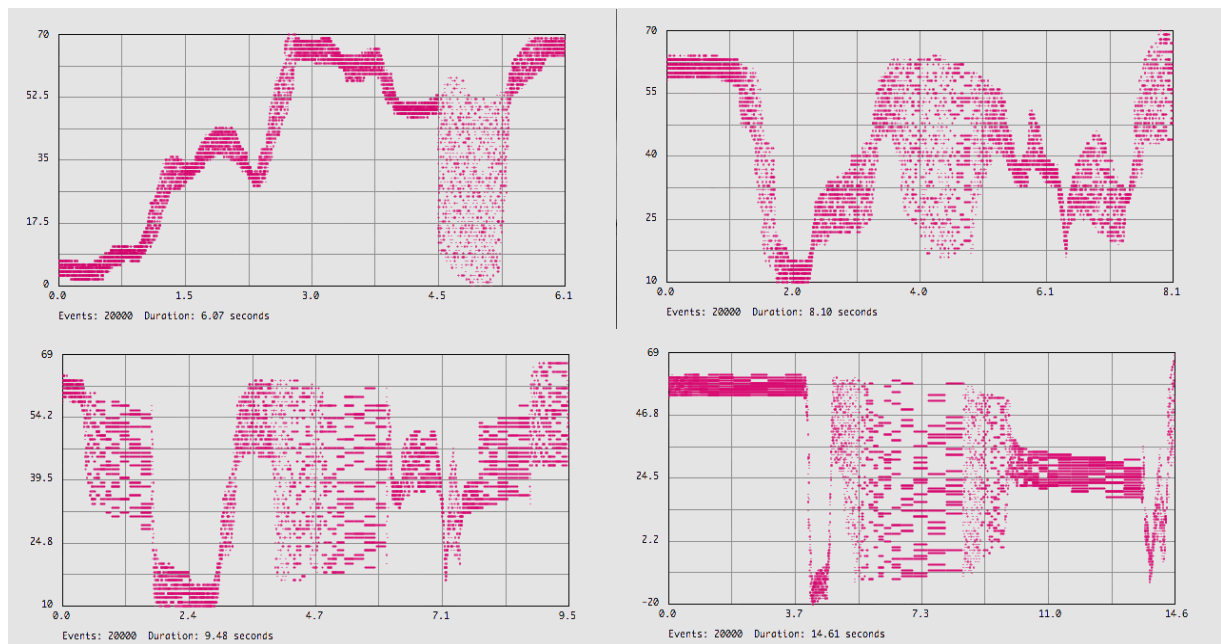 70
52.5
35
17.5
0
0.0 1.5 3.0 4.5 6.1
Events: 20000 Duration: 6.07 seconds
70
55
40
25
10
0.0 2.0 4.0 6.1 8.1
Events: 20000 Duration: 8.10 seconds
69
54.2
39.5
24.8
10
0.0 2.4 4.7 7.1 9.5
Events: 20000 Duration: 9.48 seconds
69
46.8
24.5
2.2
-20
0.0 3.7 7.3 11.0 14.6
Events: 20000 Duration: 14.61 seconds